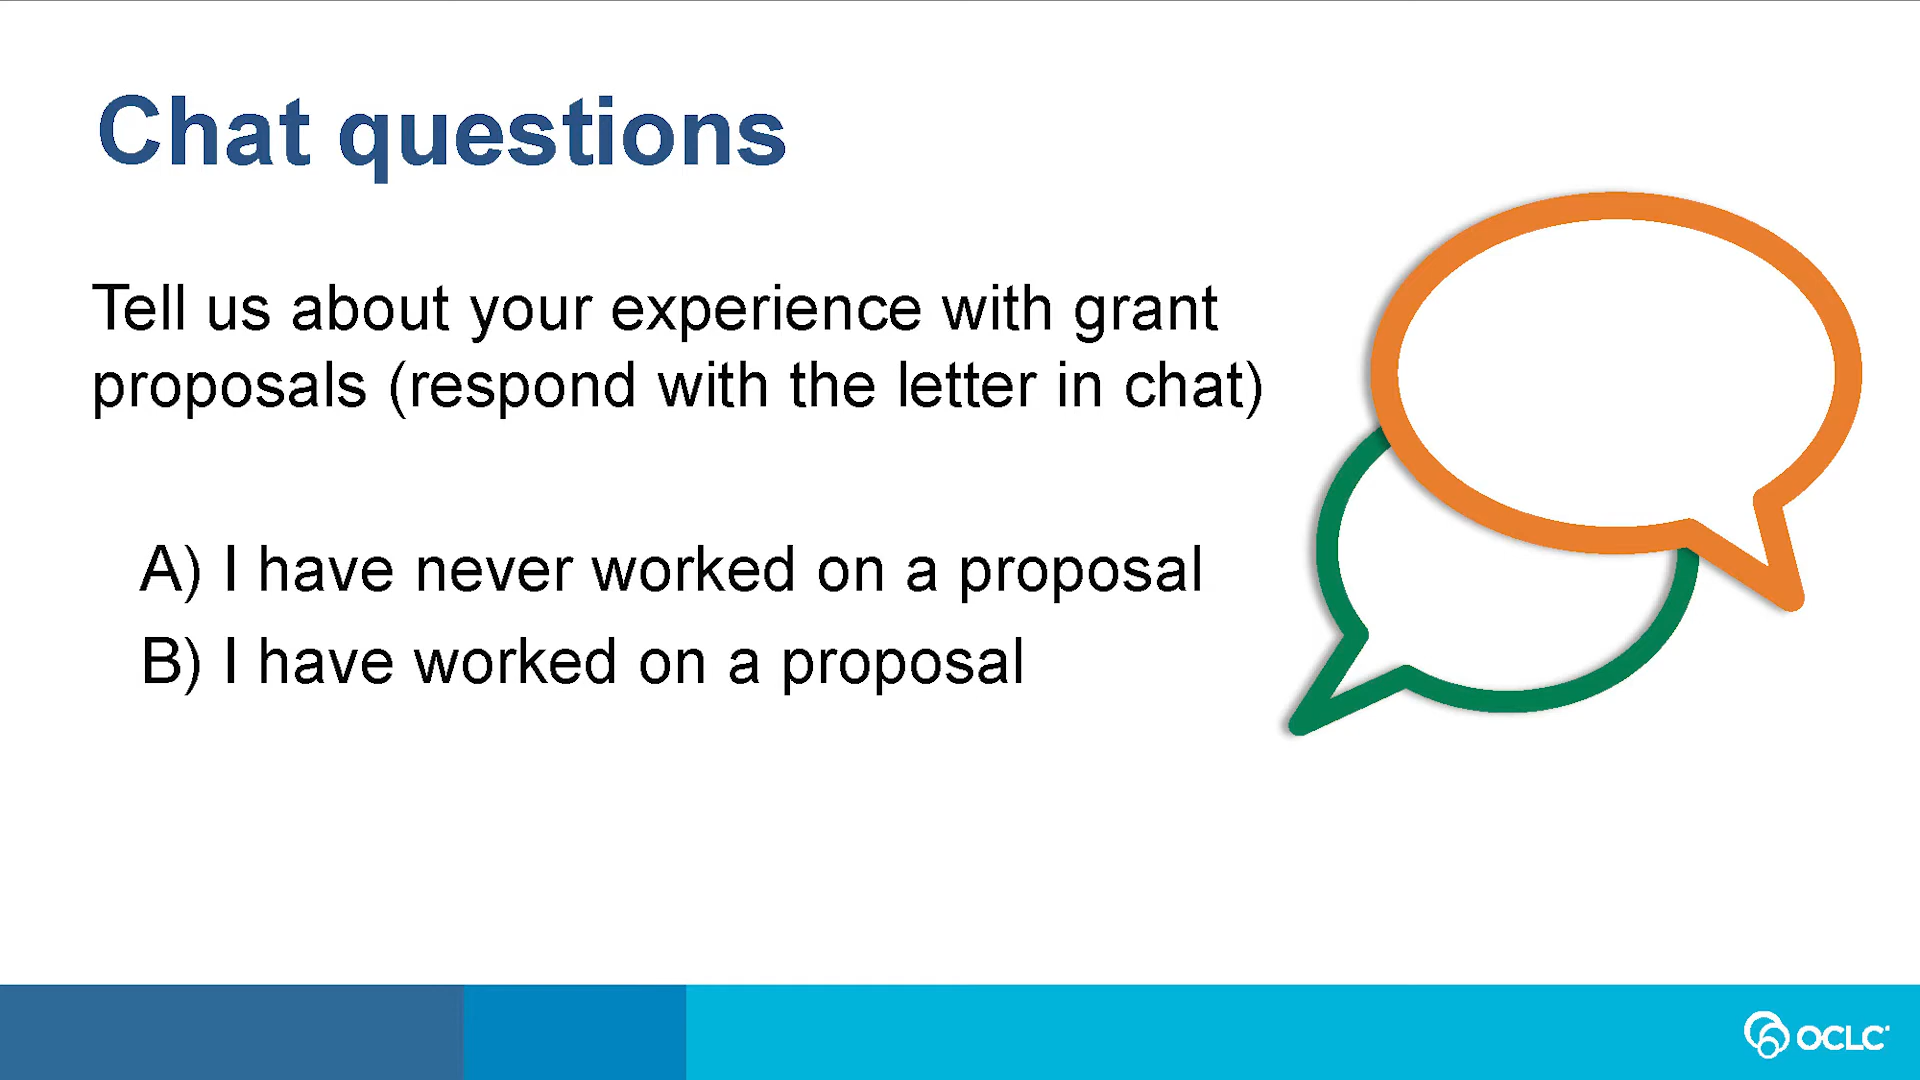 Chat questions
Tell us about your experience with grant
proposals (respond with the letter in chat)
A) I have never worked on a proposal
B) I have worked on a proposal
OCLC